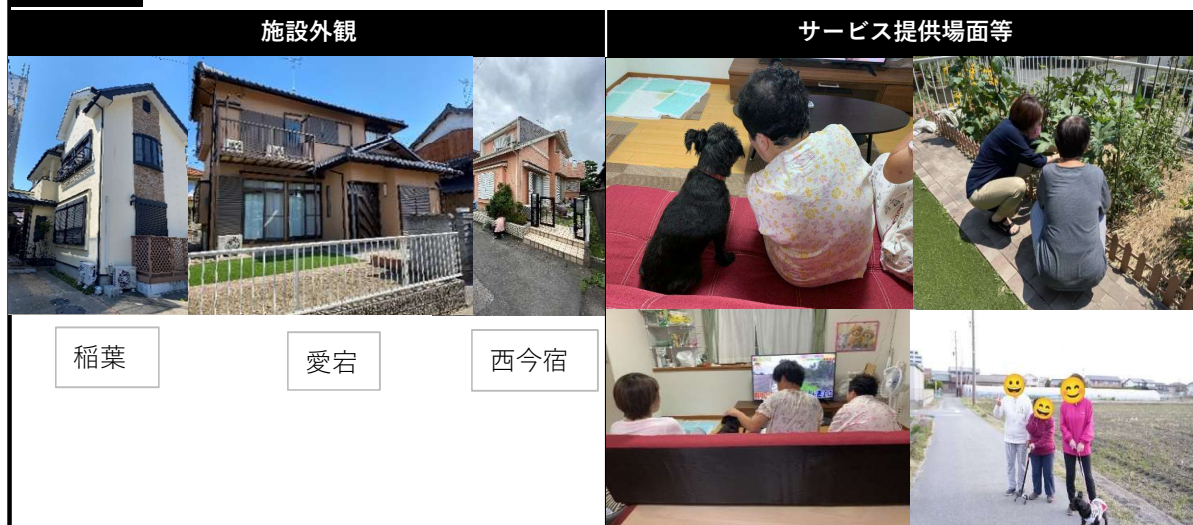 施設外観
サービス提供場面等
稲葉
愛宕
西今宿